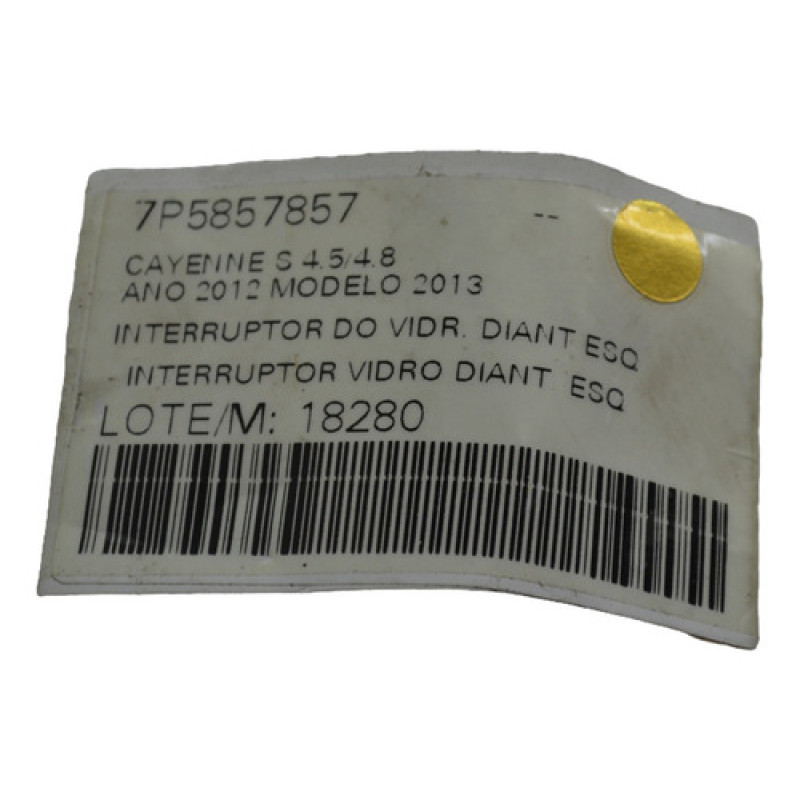 7P5857857 --
CAYENNE S 4.5/4.8
ANO 2012 MODELO 2013
INTERRUPTOR DO VIDR. DIANT ESQ
- INTERRUPTOR VIDRO DIANT ESQ
LOTE/M: 18280